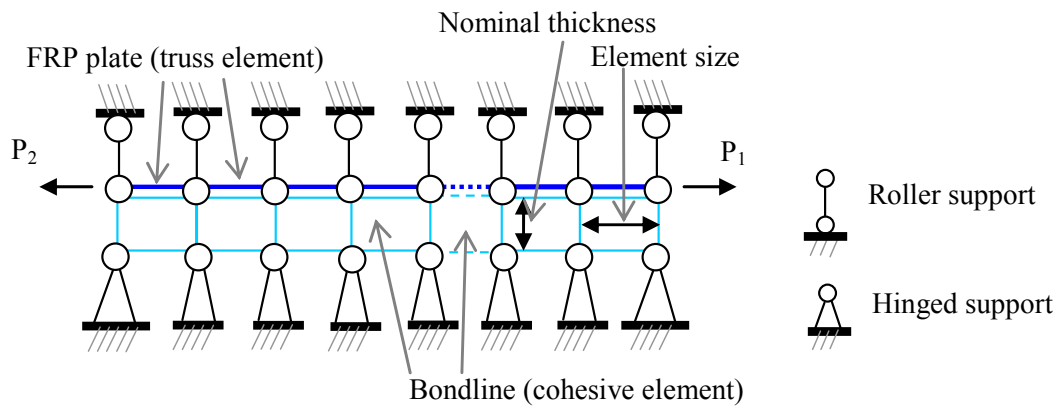 Nominal thickness
FRP plate (truss element)
Element size
P₂
P₁
Roller support
Hinged support
Bondline (cohesive element)